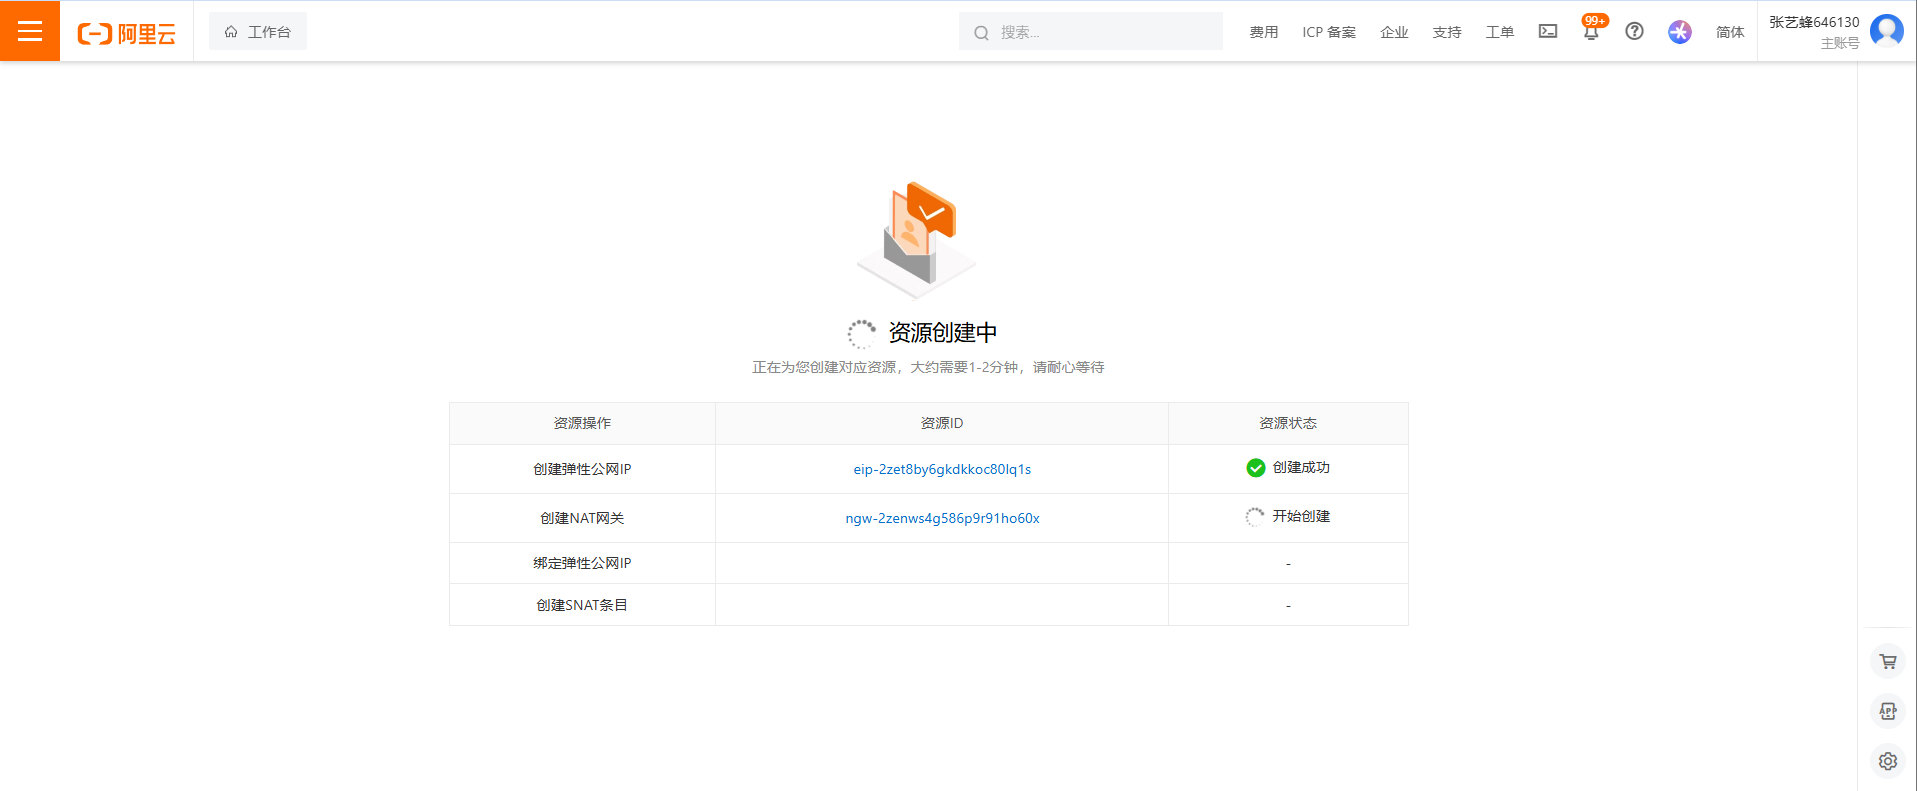 阿里云
工作台
搜索...
费用
ICP 备案
企业
支持
工单
99+
简体
张艺蜂646130
主账号
资源创建中
正在为您创建对应资源，大约需要1-2分钟，请耐心等待
资源操作 资源ID 资源状态
创建弹性公网IP eip-2zet8by6gkdkkoc80lq1s 创建成功
创建NAT网关 ngw-2zenws4g586p9r91ho60x 开始创建
绑定弹性公网IP -
创建SNAT条目 -
APP